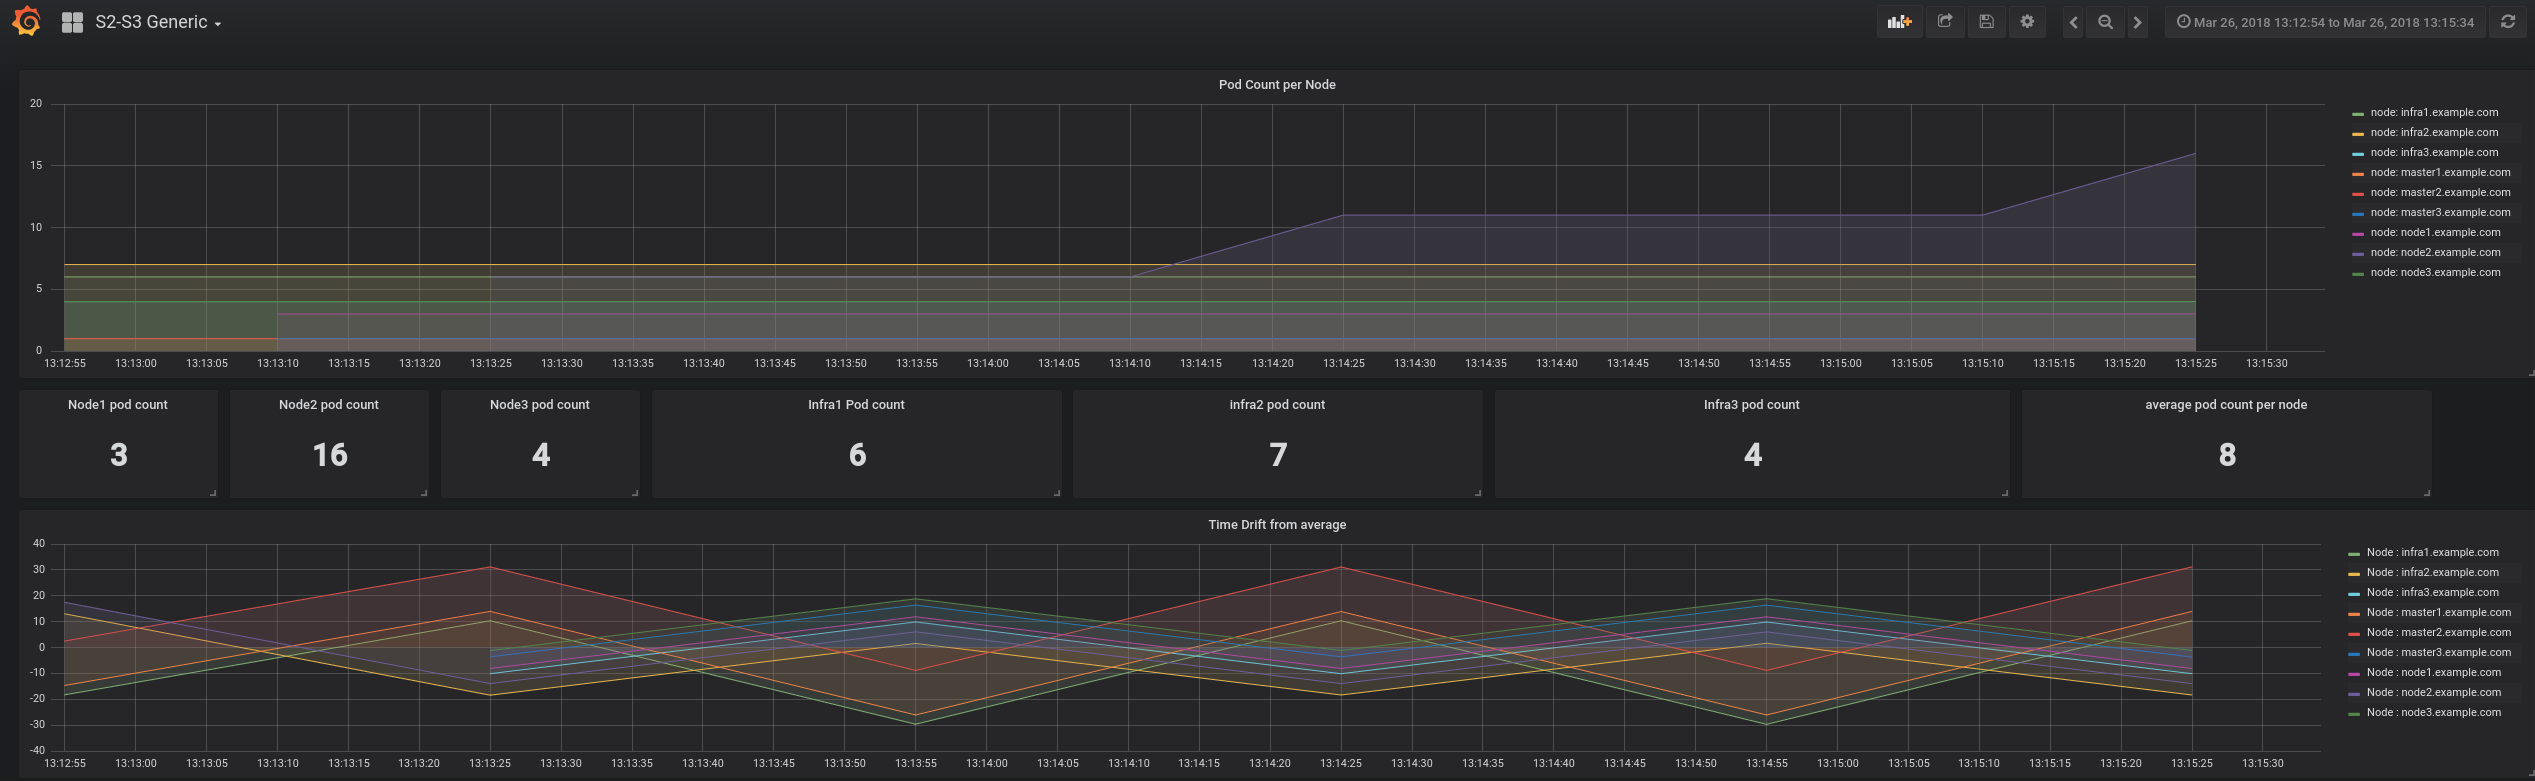 S2-S3 Generic
Mar 26, 2018 13:12:54 to Mar 26, 2018 13:15:34
Pod Count per Node
20
15
10
5
0
13:12:55 13:13:00 13:13:05 13:13:10 13:13:15 13:13:20 13:13:25 13:13:30 13:13:35 13:13:40 13:13:45 13:13:50 13:13:55 13:14:00 13:14:05 13:14:10 13:14:15 13:14:20 13:14:25 13:14:30 13:14:35 13:14:40 13:14:45 13:14:50 13:14:55 13:15:00 13:15:05 13:15:10 13:15:15 13:15:20 13:15:25 13:15:30
node: infra1.example.com
node: infra2.example.com
node: infra3.example.com
node: master1.example.com
node: master2.example.com
node: master3.example.com
node: node1.example.com
node: node2.example.com
node: node3.example.com
Node1 pod count
3
Node2 pod count
16
Node3 pod count
4
Infra1 Pod count
6
infra2 pod count
7
Infra3 pod count
4
average pod count per node
8
Time Drift from average
40
30
20
10
0
-10
-20
-30
-40
13:12:55 13:13:00 13:13:05 13:13:10 13:13:15 13:13:20 13:13:25 13:13:30 13:13:35 13:13:40 13:13:45 13:13:50 13:13:55 13:14:00 13:14:05 13:14:10 13:14:15 13:14:20 13:14:25 13:14:30 13:14:35 13:14:40 13:14:45 13:14:50 13:14:55 13:15:00 13:15:05 13:15:10 13:15:15 13:15:20 13:15:25 13:15:30
Node : infra1.example.com
Node : infra2.example.com
Node : infra3.example.com
Node : master1.example.com
Node : master2.example.com
Node : master3.example.com
Node : node1.example.com
Node : node2.example.com
Node : node3.example.com